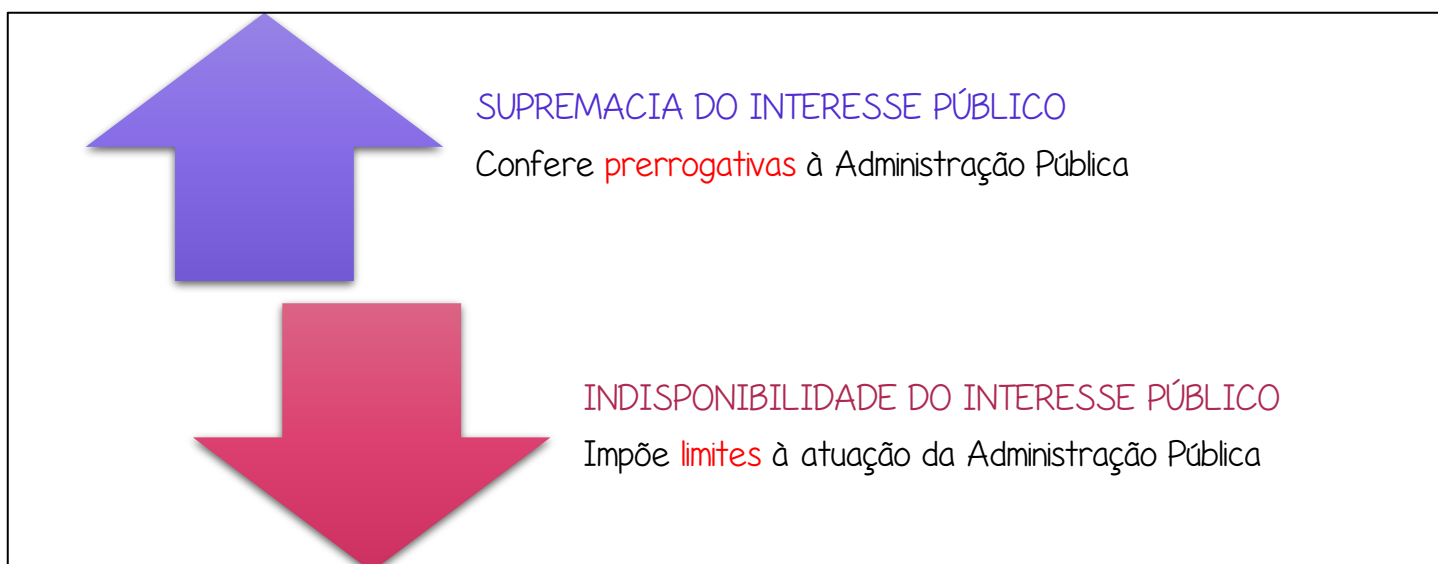 SUPREMACIA DO INTERESSE PÚBLICO
Confere prerrogativas à Administração Pública
INDISPONIBILIDADE DO INTERESSE PÚBLICO
Impõe limites à atuação da Administração Pública